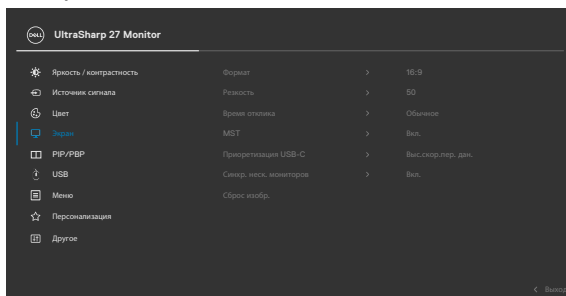 DELL UltraSharp 27 Monitor
Яркость / контрастность Формат > 16:9
Источник сигнала Резкость > 50
Цвет Время отклика > Обычное
Экран MST > Вкл.
PIP/PBP Приоретизация USB-C > Выс.скор.пер. дан.
USB Синхр. неск. мониторов > Вкл.
Меню Сброс изобр.
Персонализация
Другое
< Выход